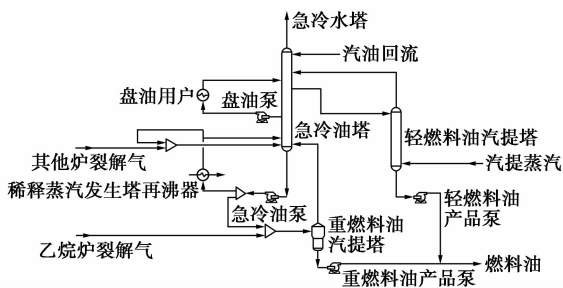 急冷水塔
汽油回流
盘油用户
盘油泵
急冷油塔
轻燃料油汽提塔
其他炉裂解气
汽提蒸汽
稀释蒸汽发生塔再沸器
轻燃料油
产品泵
急冷油泵
重燃料油
汽提塔
乙烷炉裂解气
燃料油
重燃料油产品泵